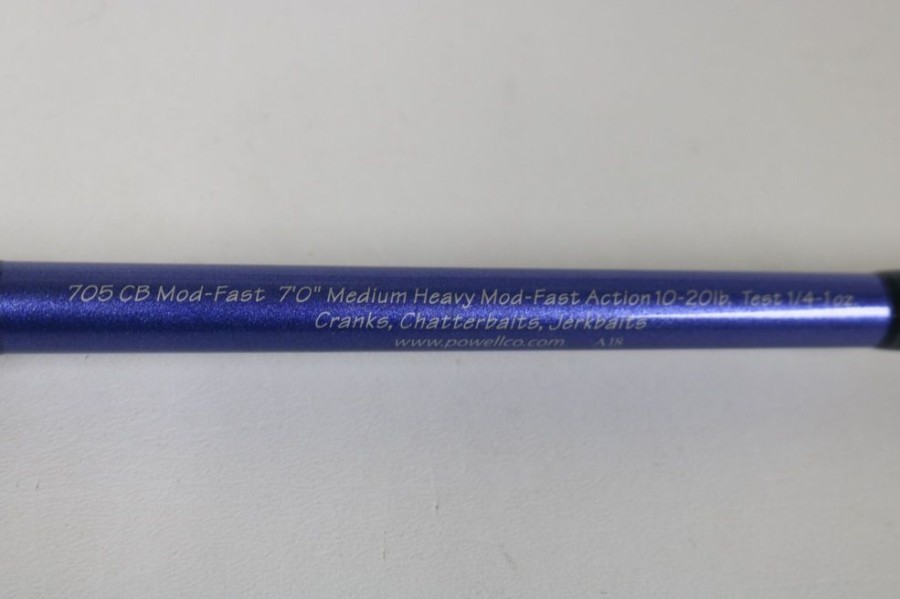 705 CB Mod-Fast 7'0" Medium Heavy Mod-Fast Action 10-20lb. Test 1/4-1oz
Cranks, Chatterbaits, Jerkbaits
www.powellco.com A18